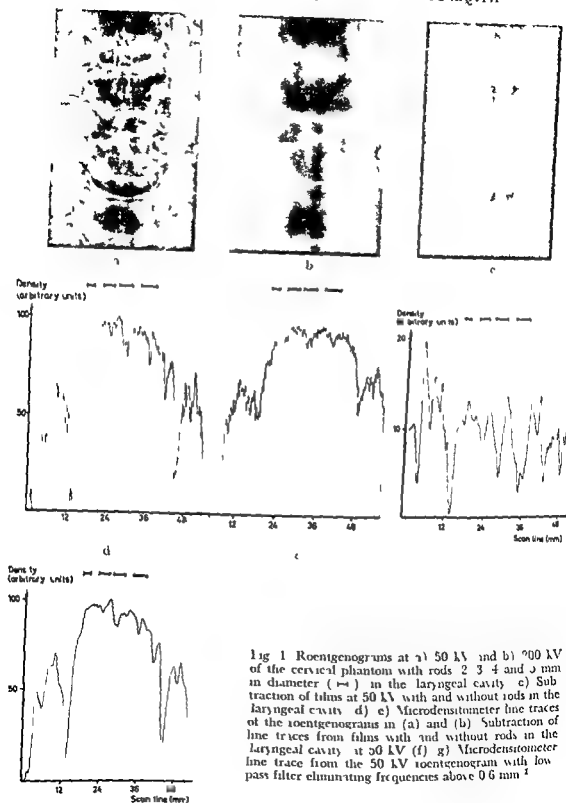 a
b
c
Density
(arbitrary units)
100
50
12
24
36
48
12
24
36
48
d
Density
arbitrary units)
20
10
12
24
36
48
Scan line (mm)
Density
(arbitrary units)
100
50
12
24
36
Scan line (mm)
Fig 1 Roentgenograms at a) 50 kV and b) 200 kV
of the cervical phantom with rods 2 3 4 and 5 mm
in diameter ( ) in the laryngeal cavity c) Sub
traction of films at 50 kV with and without rods in the
laryngeal cavity d) e) Microdensitometer line traces
of the roentgenograms in (a) and (b) Subtraction of
line traces from films with and without rods in the
laryngeal cavity at 50 kV (f) g) Microdensitometer
line trace from the 50 kV roentgenogram with low
pass filter eliminating frequencies above 0 6 mm